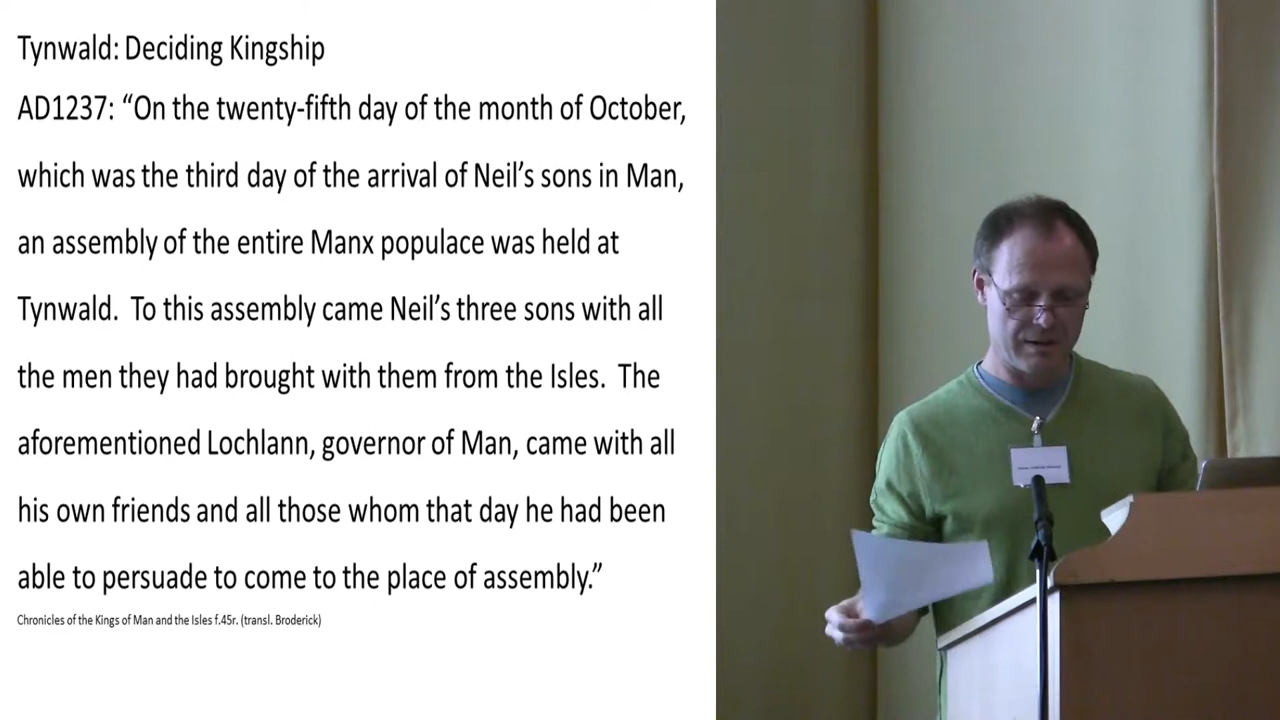 Tynwald: Deciding Kingship
AD1237: “On the twenty-fifth day of the month of October,
which was the third day of the arrival of Neil’s sons in Man,
an assembly of the entire Manx populace was held at
Tynwald.  To this assembly came Neil’s three sons with all
the men they had brought with them from the Isles.  The
aforementioned Lochlann, governor of Man, came with all
his own friends and all those whom that day he had been
able to persuade to come to the place of assembly.”
Chronicles of the Kings of Man and the Isles f.45r. (transl. Broderick)